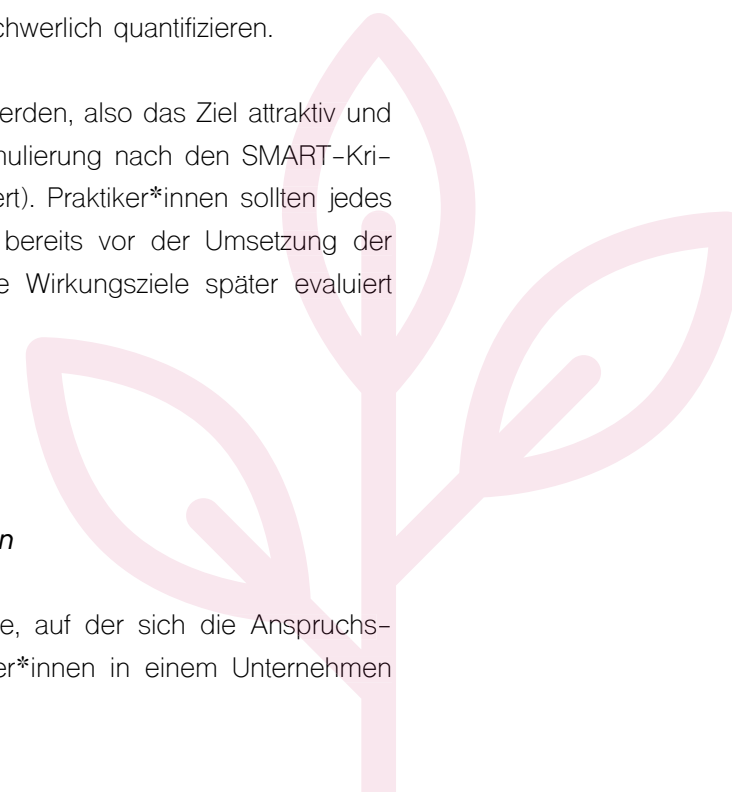 chwerlich quantifizieren.
erden, also das Ziel attraktiv und
nulierung nach den SMART-Kri-
ert). Praktiker*innen sollten jedes
bereits vor der Umsetzung der
e Wirkungsziele später evaluiert
n
e, auf der sich die Anspruchs-
er*innen in einem Unternehmen